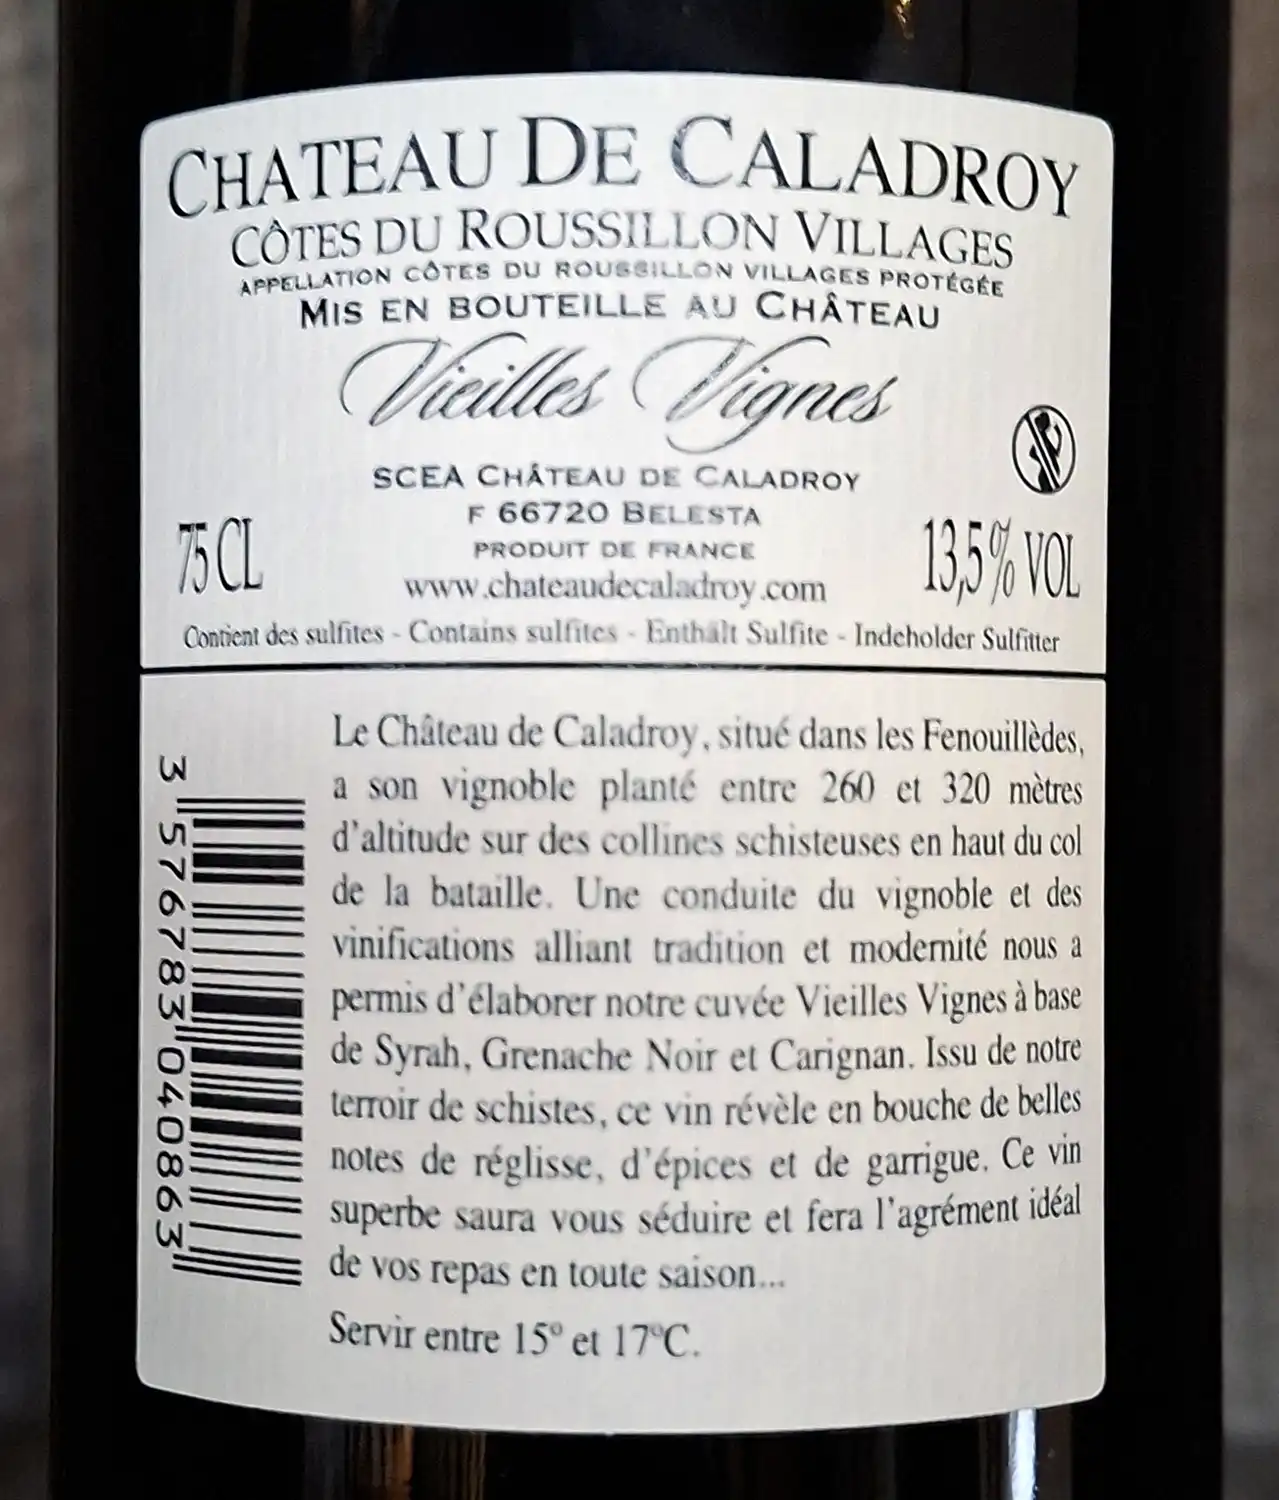 CHATEAU DE CALADROY
CÔTES DU ROUSSILLON VILLAGES
APPELLATION CÔTES DU ROUSSILLON VILLAGES PROTÉGÉE
MIS EN BOUTEILLE AU CHÂTEAU
Vieilles Vignes
SCEA CHÂTEAU DE CALADROY
F 66720 BELESTA
PRODUIT DE FRANCE
75 CL
13,5% VOL
www.chateaudecaladroy.com
Contient des sulfites - Contains sulfites - Enthält Sulfite - Indeholder Sulfitter
Le Château de Caladroy, situé dans les Fenouillèdes,
a son vignoble planté entre 260 et 320 mètres
d'altitude sur des collines schisteuses en haut du col
de la bataille. Une conduite du vignoble et des
vinifications alliant tradition et modernité nous a
permis d'élaborer notre cuvée Vieilles Vignes à base
de Syrah, Grenache Noir et Carignan. Issu de notre
terroir de schistes, ce vin révèle en bouche de belles
notes de réglisse, d'épices et de garrigue. Ce vin
superbe saura vous séduire et fera l'agrément idéal
de vos repas en toute saison...
Servir entre 15° et 17°C.
3 576783 040863